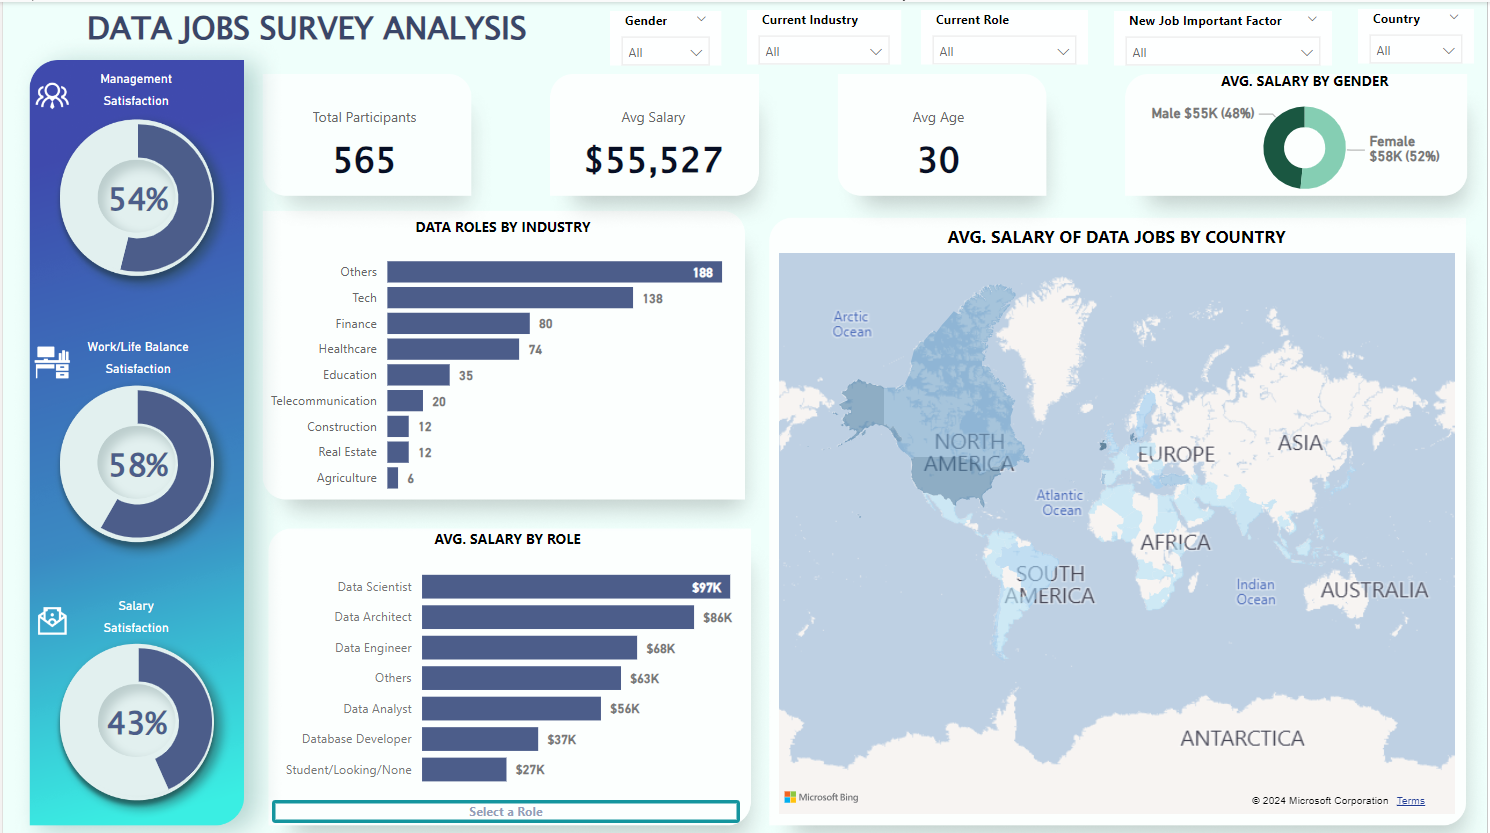 DATA JOBS SURVEY ANALYSIS
Gender
All
Current Industry
All
Current Role
All
New Job Important Factor
All
Country
All
Management
Satisfaction
54%
Work/Life Balance
Satisfaction
58%
Salary
Satisfaction
43%
Total Participants
565
Avg Salary
$55,527
Avg Age
30
AVG. SALARY BY GENDER
Male $55K (48%)
Female
$58K (52%)
DATA ROLES BY INDUSTRY
Others 188
Tech 138
Finance 80
Healthcare 74
Education 35
Telecommunication 20
Construction 12
Real Estate 12
Agriculture 6
AVG. SALARY BY ROLE
Data Scientist $97K
Data Architect $86K
Data Engineer $68K
Others $63K
Data Analyst $56K
Database Developer $37K
Student/Looking/None $27K
Select a Role
AVG. SALARY OF DATA JOBS BY COUNTRY
Arctic
Ocean
NORTH
AMERICA
EUROPE
ASIA
Atlantic
Ocean
AFRICA
SOUTH
AMERICA
Indian
Ocean
AUSTRALIA
ANTARCTICA
Microsoft Bing
© 2024 Microsoft Corporation Terms